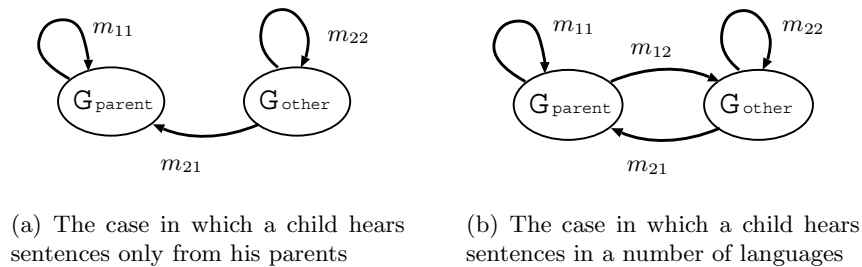 m11
m22
Gparent
Gother
m21
(a) The case in which a child hears
sentences only from his parents
m11
m12
m22
Gparent
Gother
m21
(b) The case in which a child hears
sentences in a number of languages